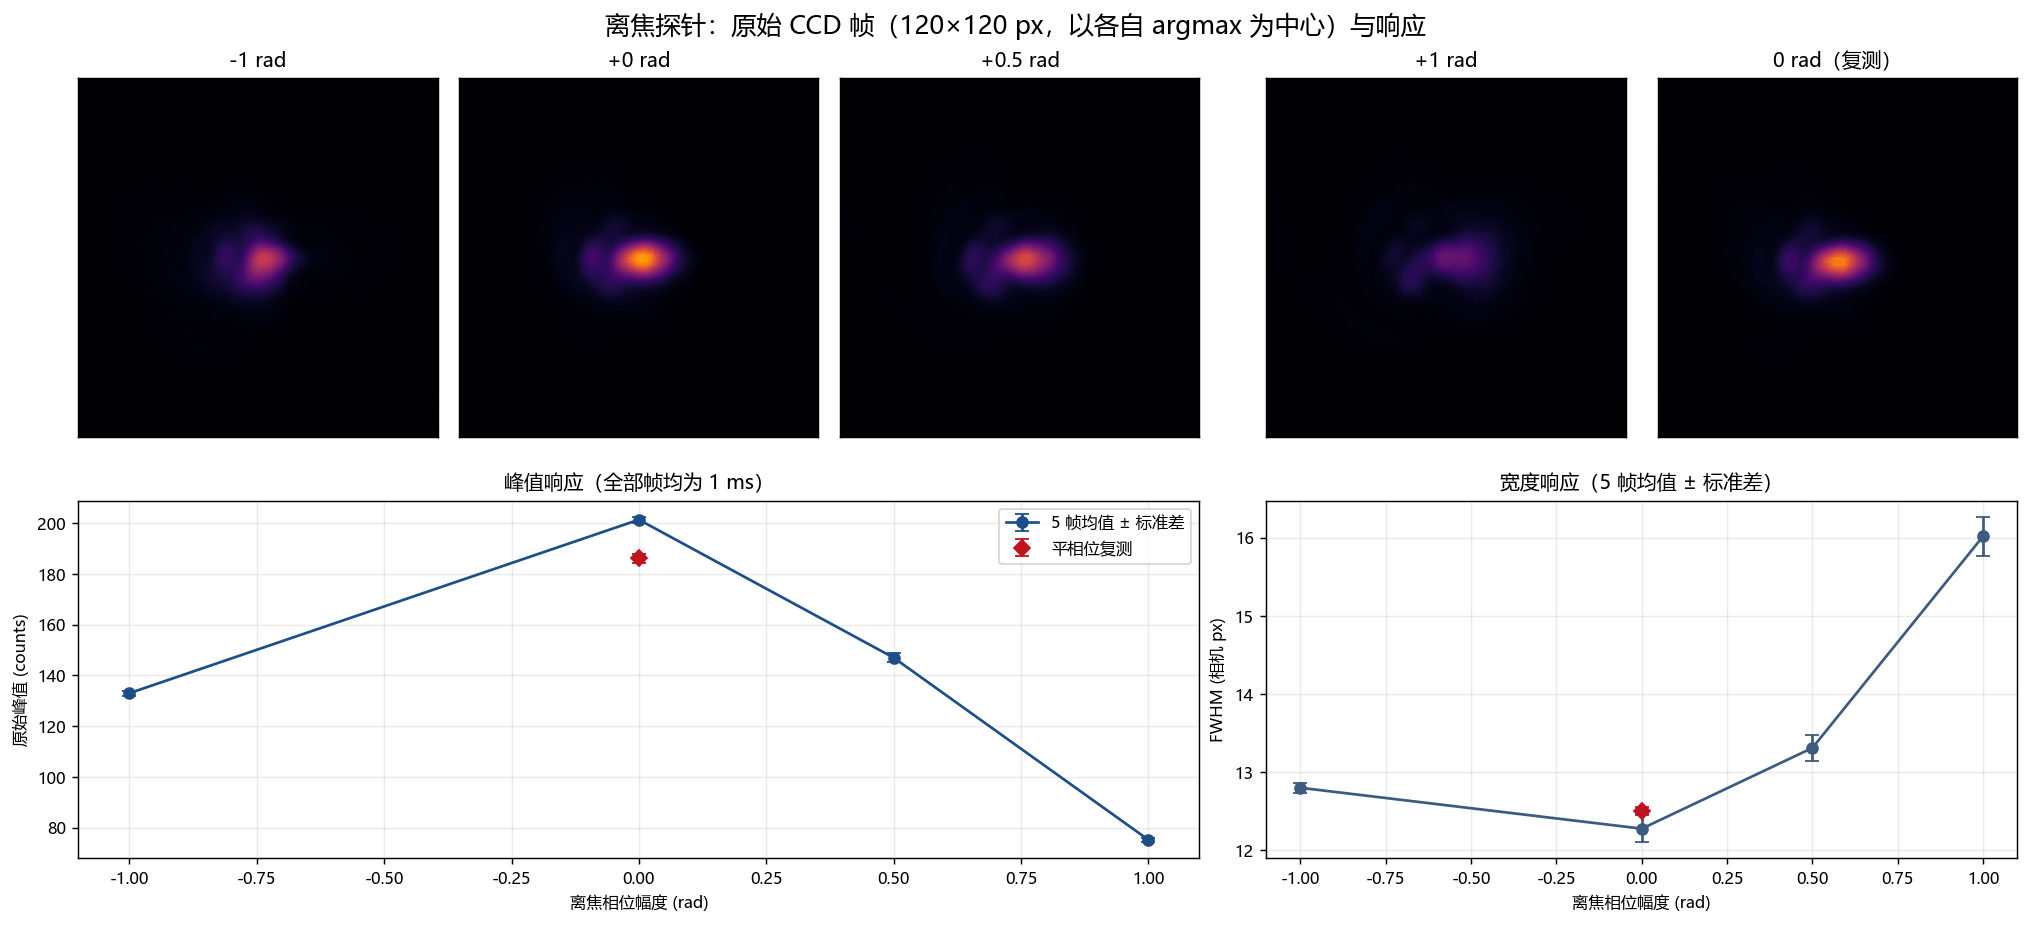 离焦探针：原始 CCD 帧（120×120 px，以各自 argmax 为中心）与响应
-1 rad
+0 rad
+0.5 rad
+1 rad
0 rad（复测）
峰值响应（全部帧均为 1 ms）
原始峰值 (counts)
200
180
160
140
120
100
80
5 帧均值 ± 标准差
平相位复测
-1.00
-0.75
-0.50
-0.25
0.00
0.25
0.50
0.75
1.00
离焦相位幅度 (rad)
宽度响应（5 帧均值 ± 标准差）
FWHM (相机 px)
16
15
14
13
12
-1.00
-0.75
-0.50
-0.25
0.00
0.25
0.50
0.75
1.00
离焦相位幅度 (rad)